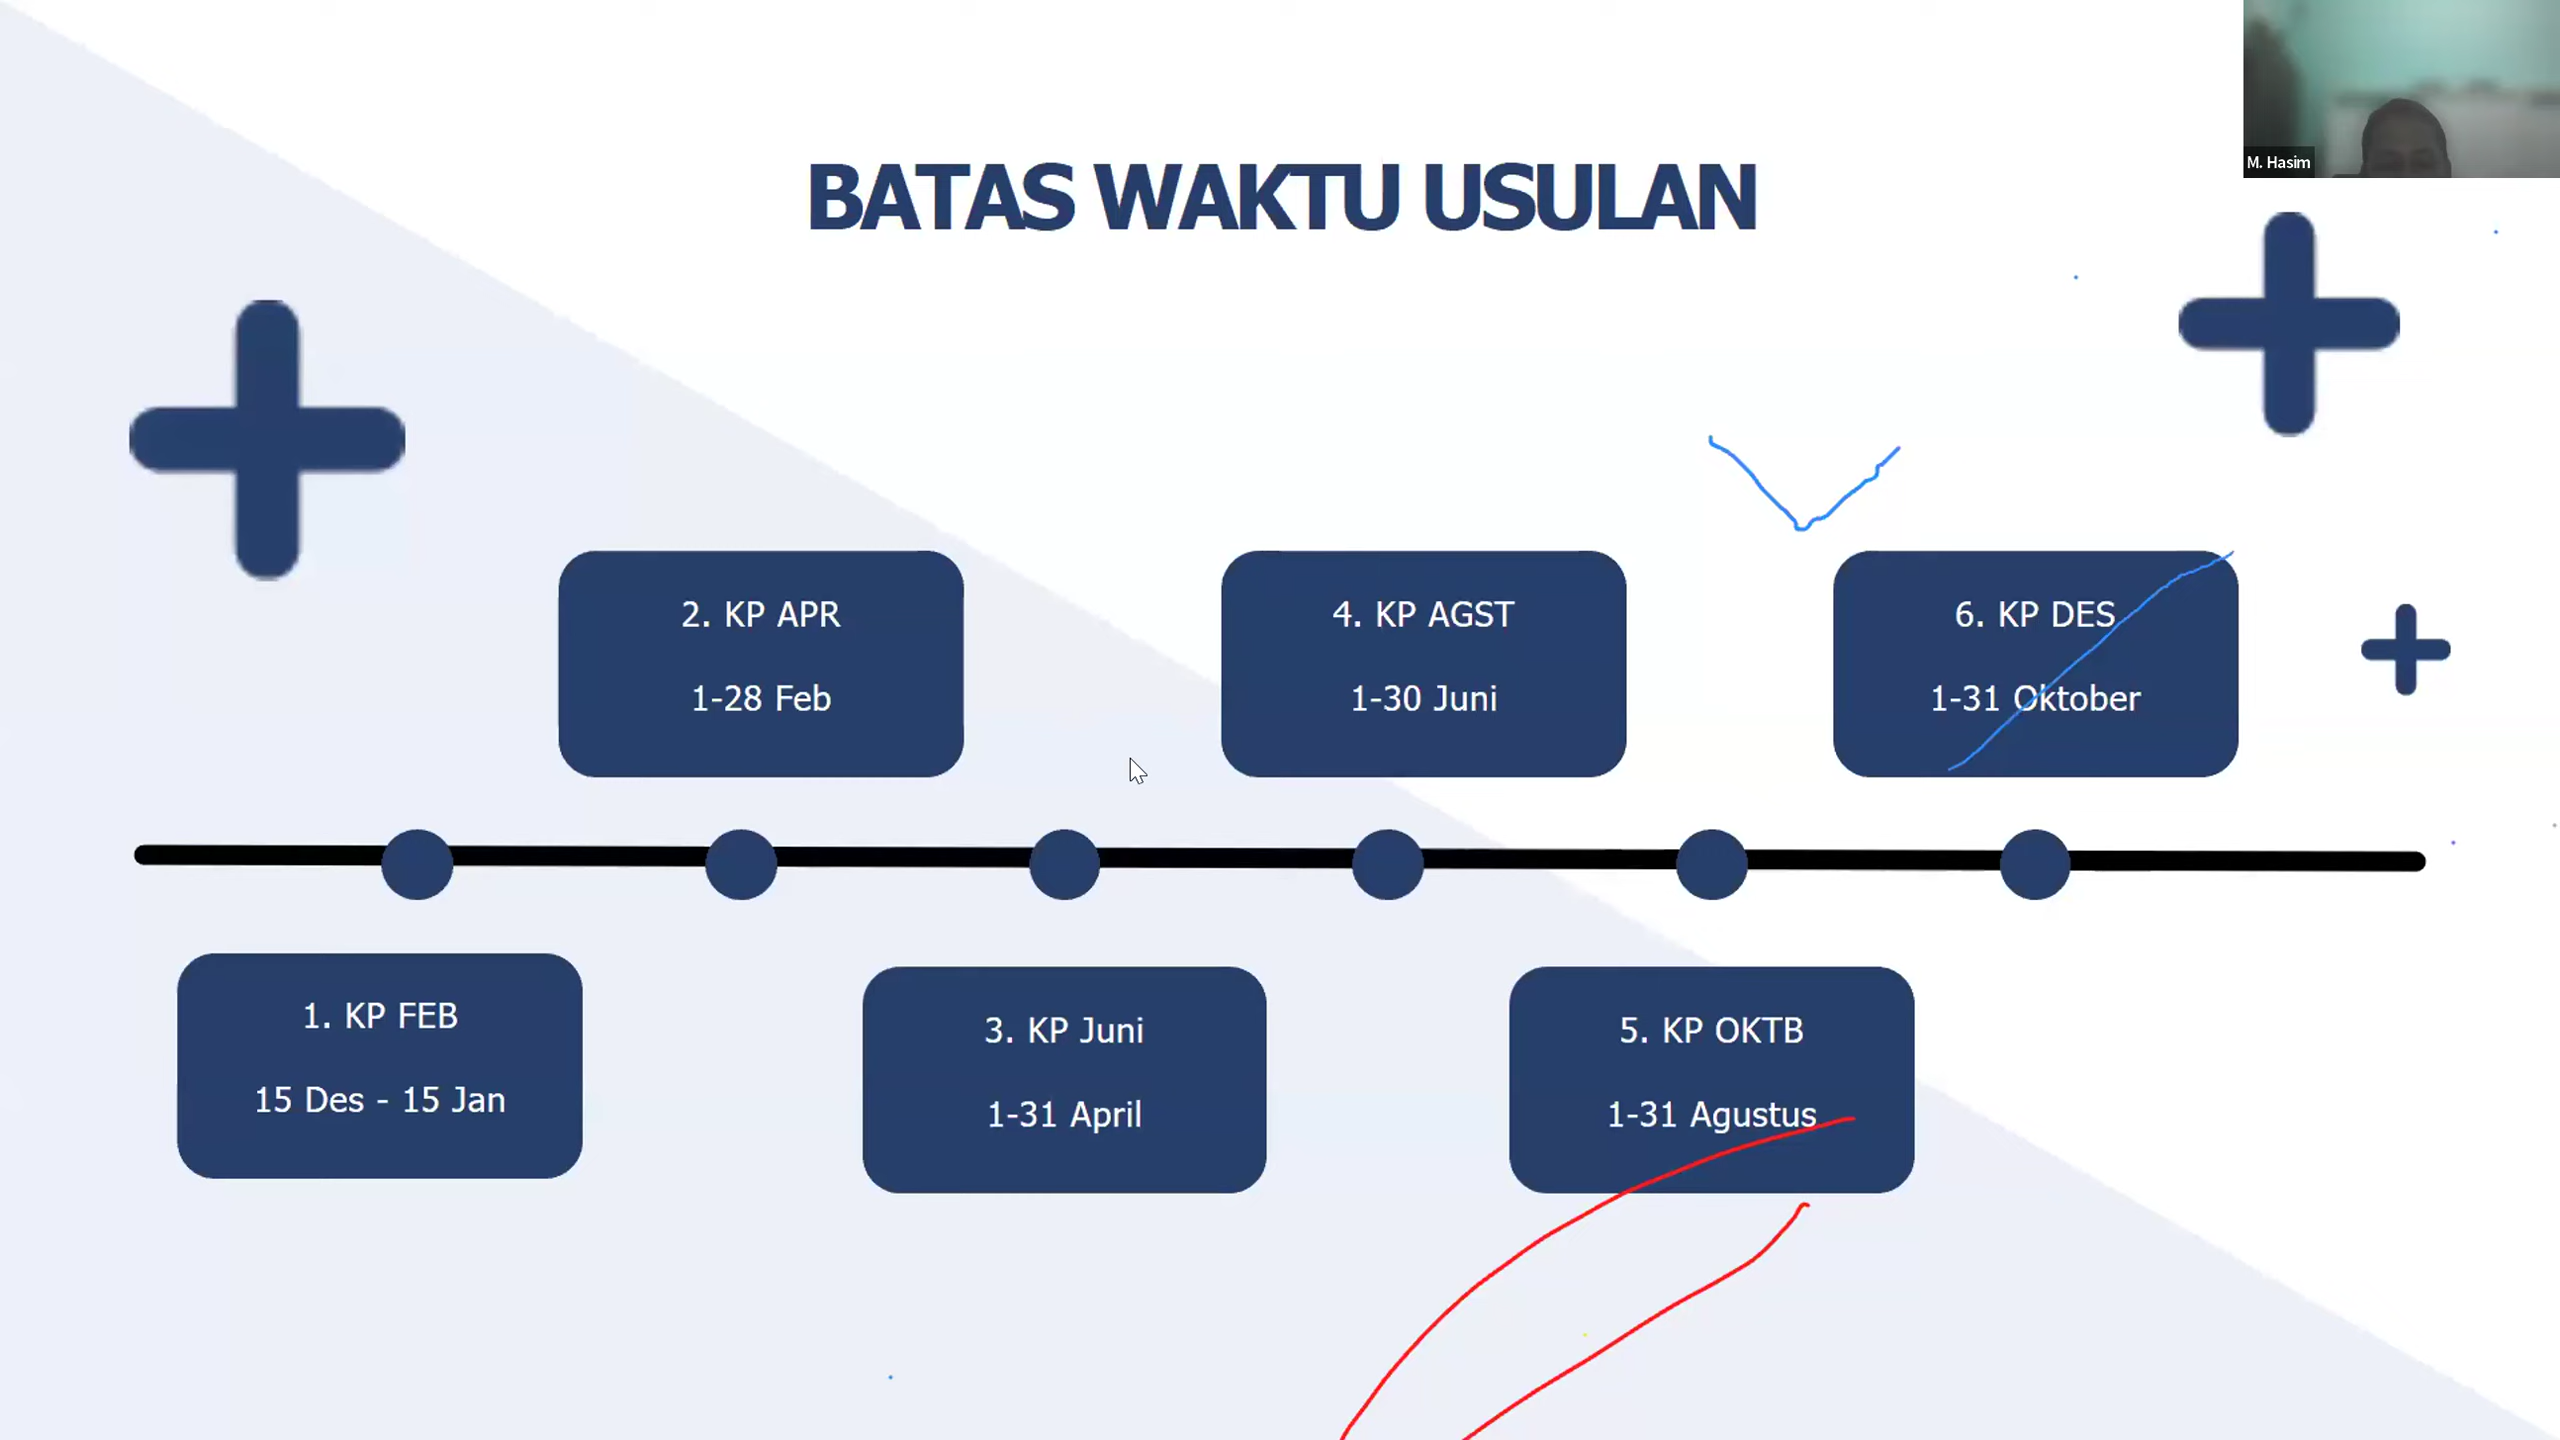 M. Hasim
BATAS WAKTU USULAN
1. KP FEB
15 Des - 15 Jan
2. KP APR
1-28 Feb
3. KP Juni
1-31 April
4. KP AGST
1-30 Juni
5. KP OKTB
1-31 Agustus
6. KP DES
1-31 Oktober